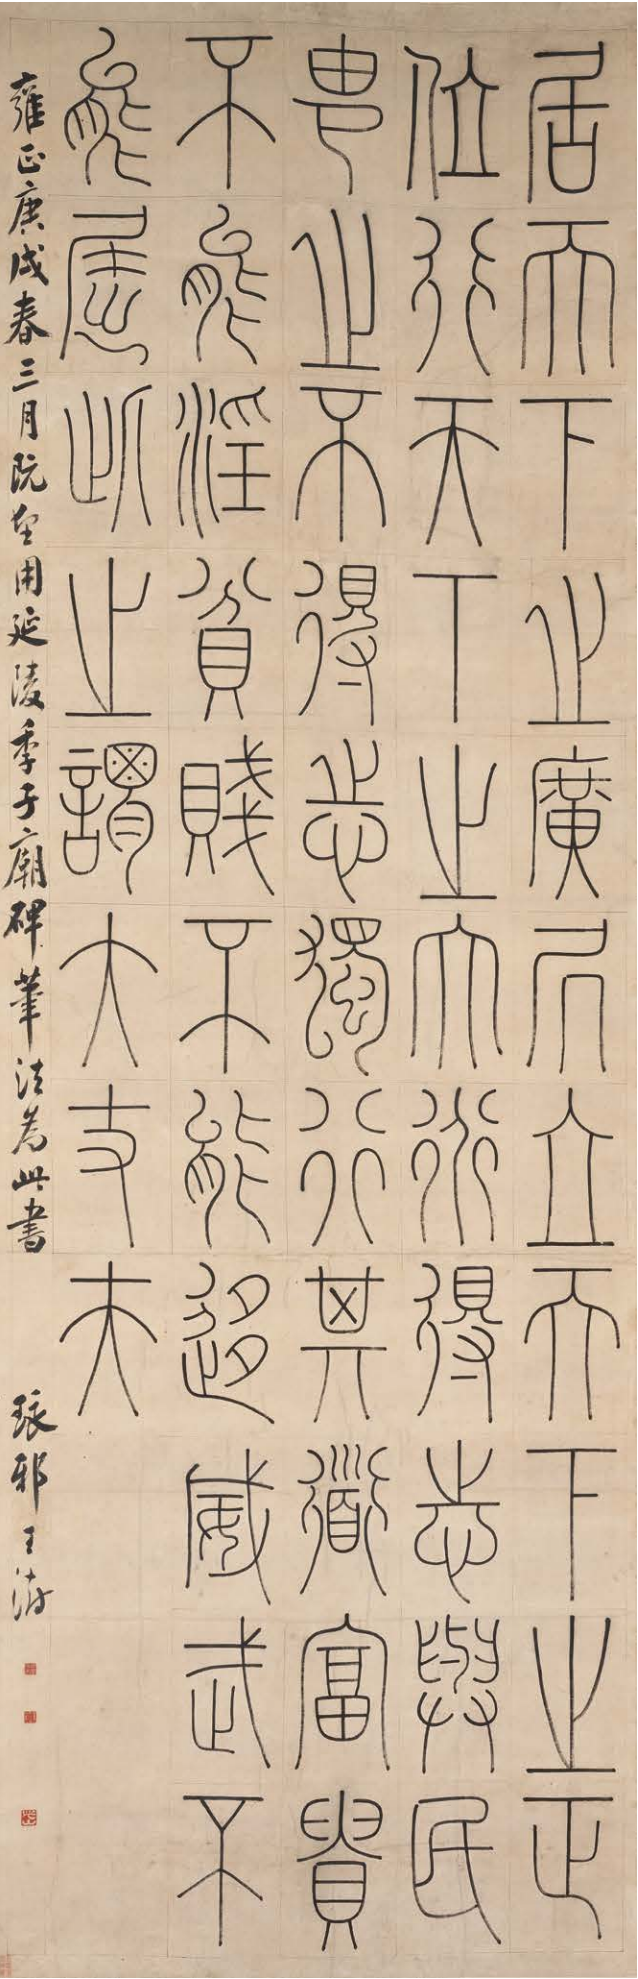 居天下之廣居立天下之正
位行天下之大道得志與民
由之不得志獨行其道富貴
不能淫貧賤不能移威武不
能屈此之謂大丈夫
雍正庚戌春三月既望用延陵季子廟碑筆法為此書 琅邪王澍